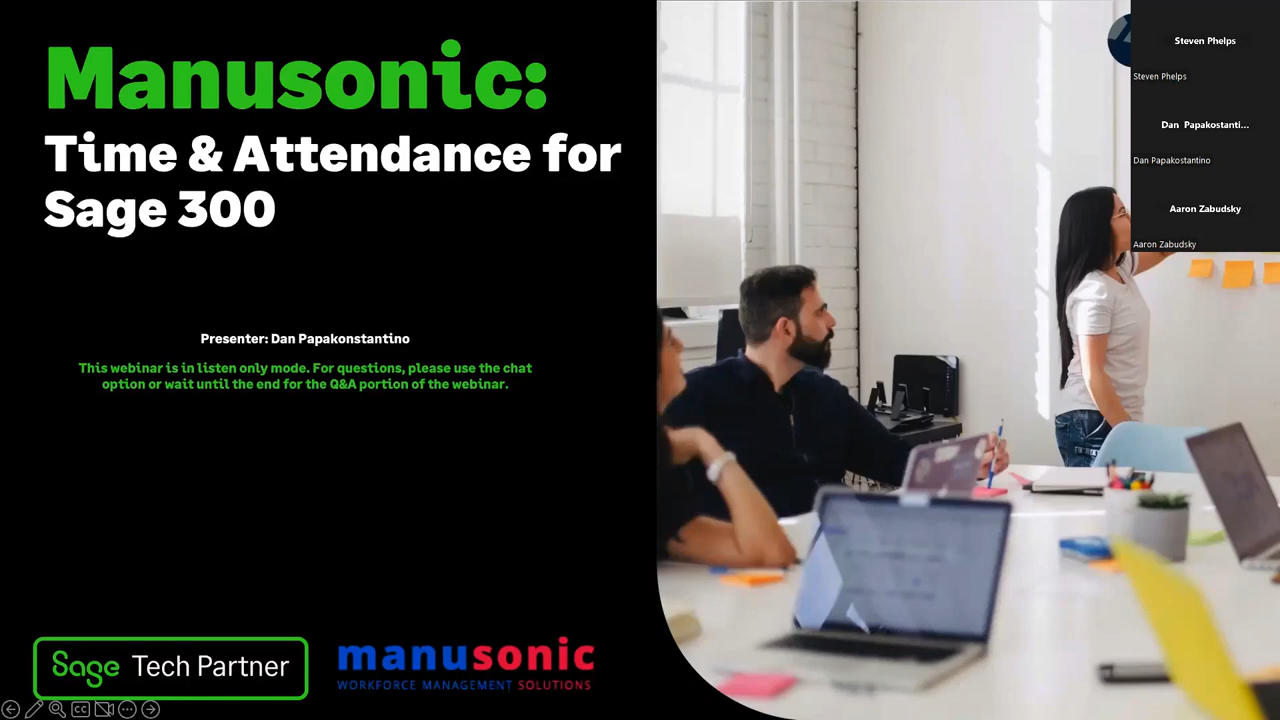 Manusonic:
Time & Attendance for
Sage 300
Presenter: Dan Papakonstantino
This webinar is in listen only mode. For questions, please use the chat
option or wait until the end for the Q&A portion of the webinar.
Sage Tech Partner
manusonic
WORKFORCE MANAGEMENT SOLUTIONS
CC
Steven Phelps
Steven Phelps
Dan Papakostanti...
Dan Papakostantino
Aaron Zabudsky
Aaron Zabudsky